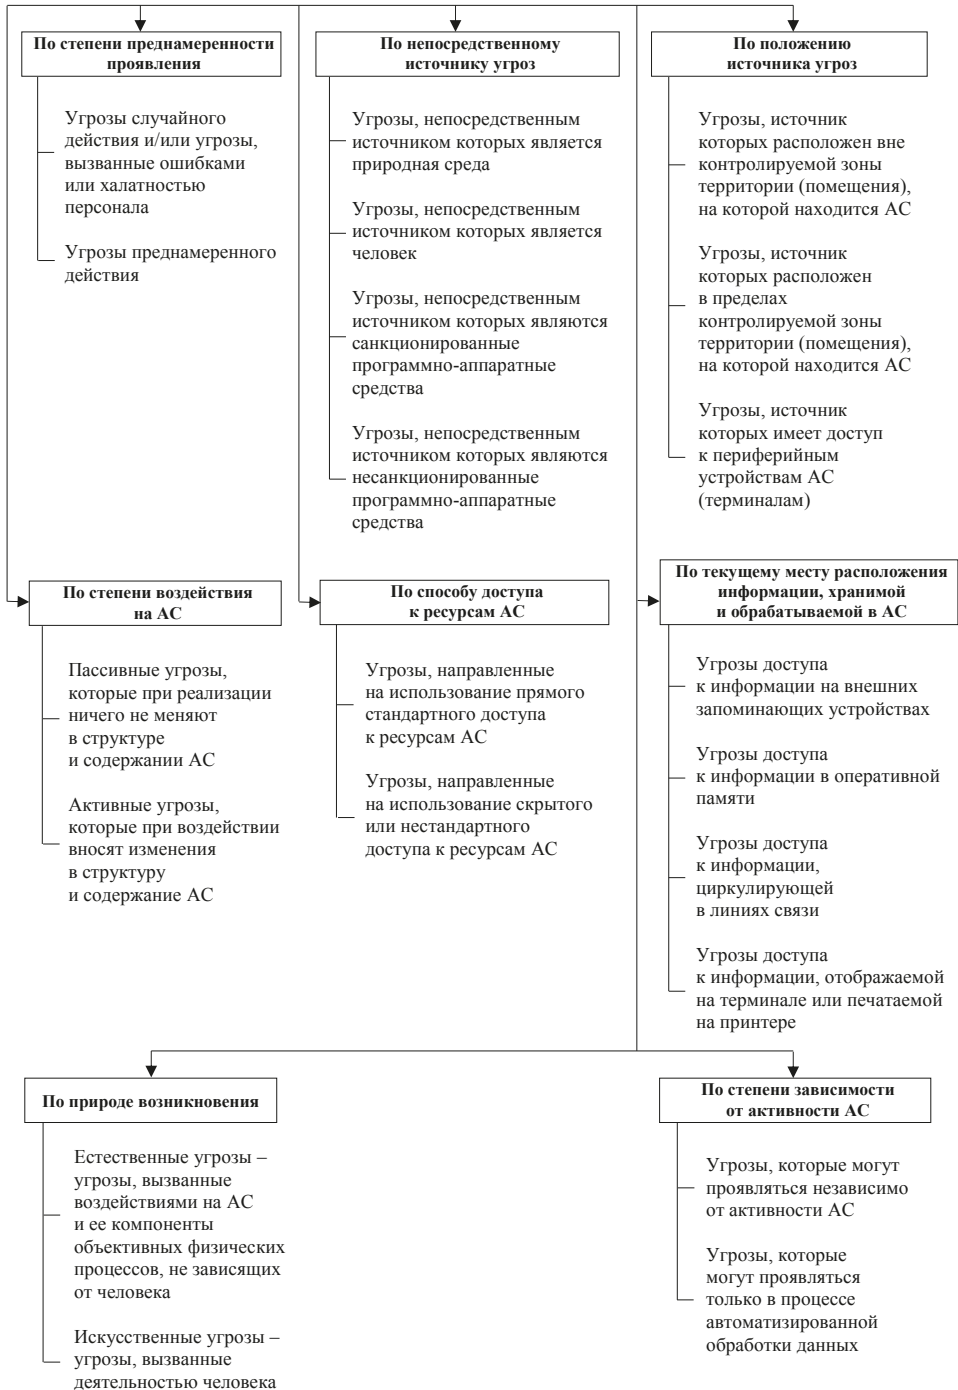 По степени преднамеренности
проявления
Угрозы случайного
действия и/или угрозы,
вызванные ошибками
или халатностью
персонала
Угрозы преднамеренного
действия
По непосредственному
источнику угроз
Угрозы, непосредственным
источником которых является
природная среда
Угрозы, непосредственным
источником которых является
человек
Угрозы, непосредственным
источником которых являются
санкционированные
программно-аппаратные
средства
Угрозы, непосредственным
источником которых являются
несанкционированные
программно-аппаратные
средства
По положению
источника угроз
Угрозы, источник
которых расположен вне
контролируемой зоны
территории (помещения),
на которой находится АС
Угрозы, источник
которых расположен
в пределах
контролируемой зоны
территории (помещения),
на которой находится АС
Угрозы, источник
которых имеет доступ
к периферийным
устройствам АС
(терминалам)
По степени воздействия
на АС
Пассивные угрозы,
которые при реализации
ничего не меняют
в структуре
и содержании АС
Активные угрозы,
которые при воздействии
вносят изменения
в структуру
и содержание АС
По способу доступа
к ресурсам АС
Угрозы, направленные
на использование прямого
стандартного доступа
к ресурсам АС
Угрозы, направленные
на использование скрытого
или нестандартного
доступа к ресурсам АС
По текущему месту расположения
информации, хранимой
и обрабатываемой в АС
Угрозы доступа
к информации на внешних
запоминающих устройствах
Угрозы доступа
к информации в оперативной
памяти
Угрозы доступа
к информации,
циркулирующей
в линиях связи
Угрозы доступа
к информации, отображаемой
на терминале или печатаемой
на принтере
По природе возникновения
Естественные угрозы –
угрозы, вызванные
воздействиями на АС
и ее компоненты
объективных физических
процессов, не зависящих
от человека
Искусственные угрозы –
угрозы, вызванные
деятельностью человека
По степени зависимости
от активности АС
Угрозы, которые могут
проявляться независимо
от активности АС
Угрозы, которые
могут проявляться
только в процессе
автоматизированной
обработки данных